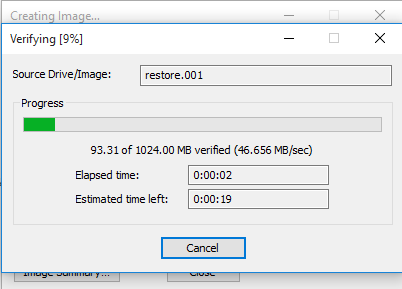 Creating Image...
Verifying [9%]
Source Drive/Image:
restore.001
Progress
93.31 of 1024.00 MB verified (46.656 MB/sec)
Elapsed time:
0:00:02
Estimated time left:
0:00:19
Cancel
Image Summary...
Close